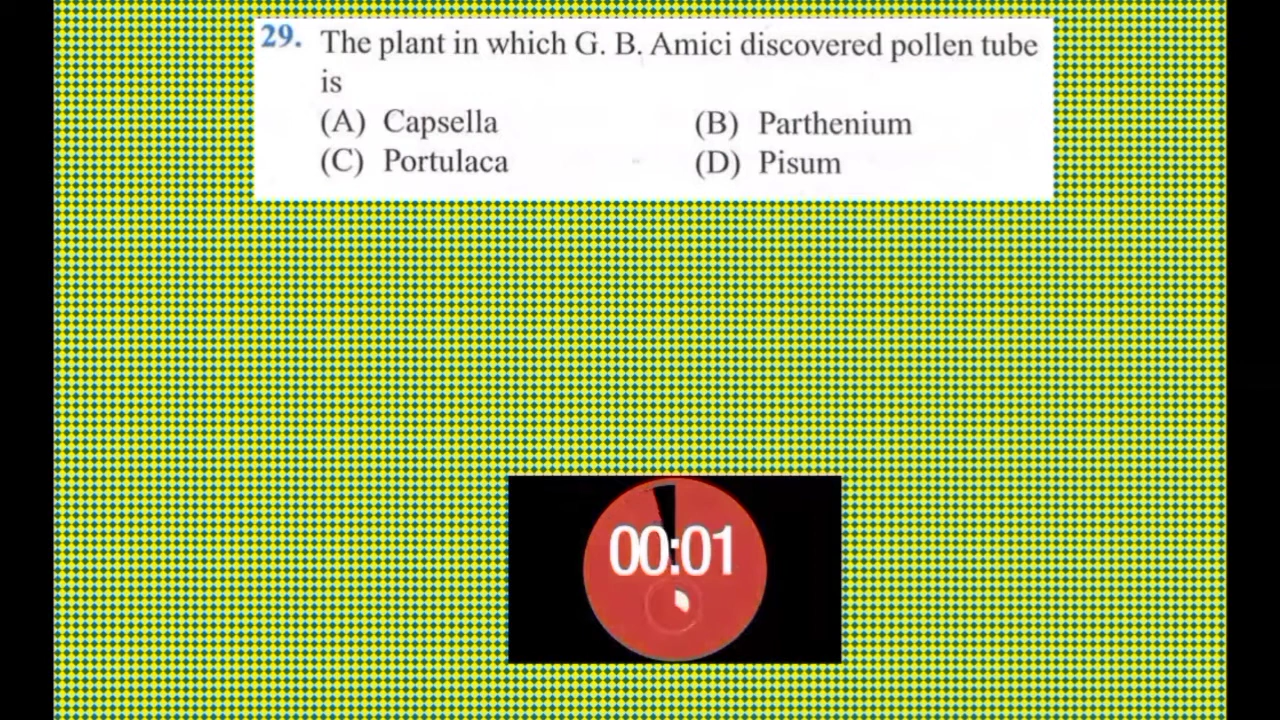 29. The plant in which G. B. Amici discovered pollen tube
is
(A) Capsella (B) Parthenium
(C) Portulaca (D) Pisum
00:01